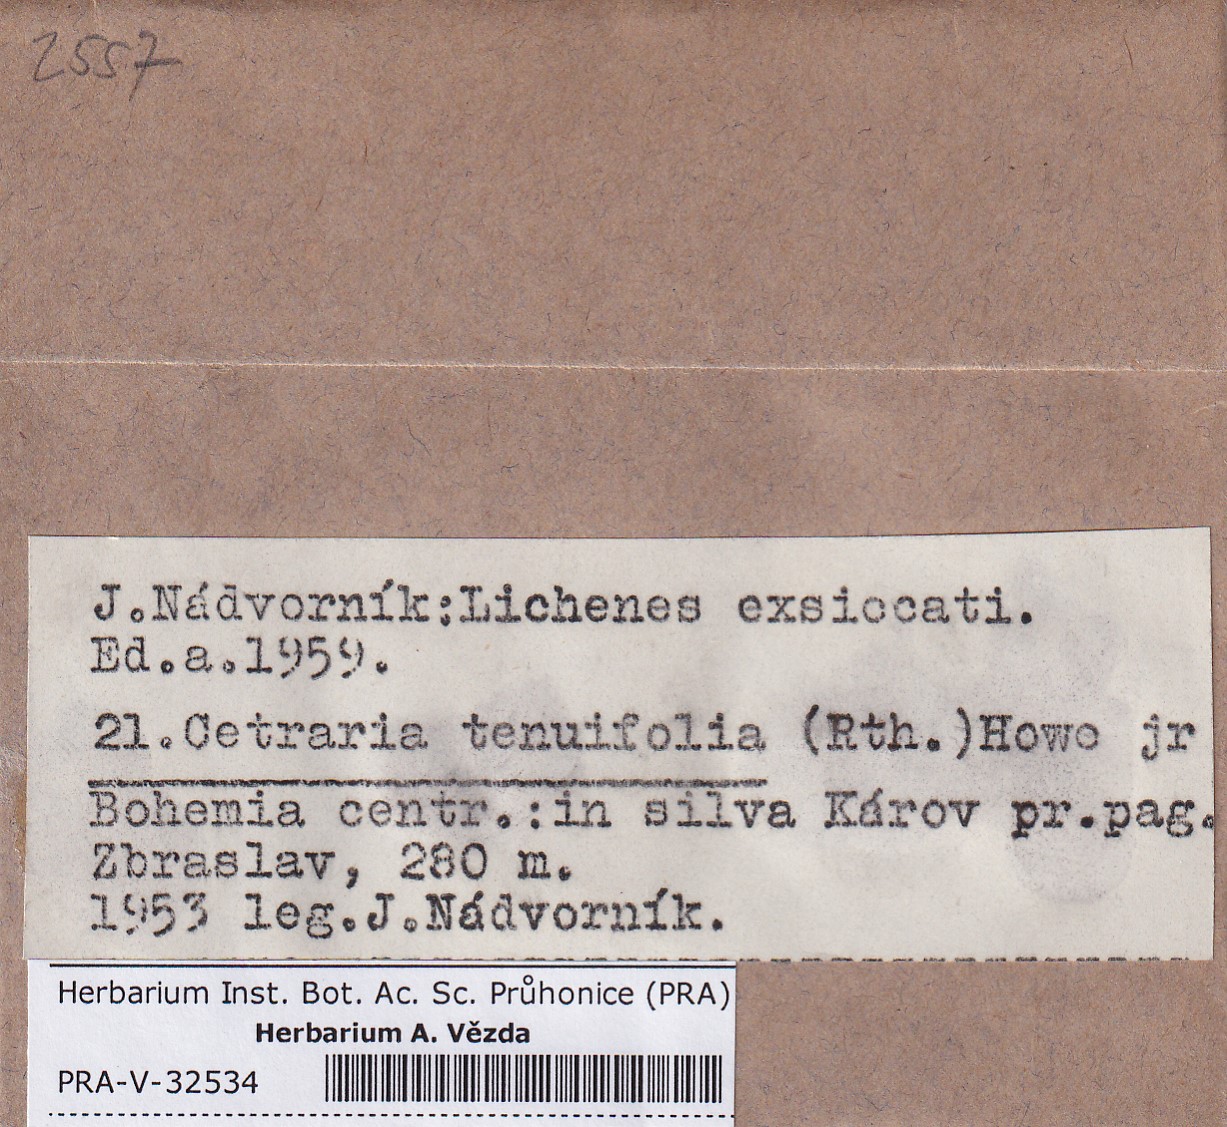 2557
J.Nádvorník:Lichenes exsiccati.
Ed.a.1959.
21.Cetraria tenuifolia (Rth.)Howe jr
Bohemia centr.:in silva Károv pr.pag.
Zbraslav, 280 m.
1953 leg.J.Nádvorník.
Herbarium Inst. Bot. Ac. Sc. Průhonice (PRA)
Herbarium A. Vězda
PRA-V-32534